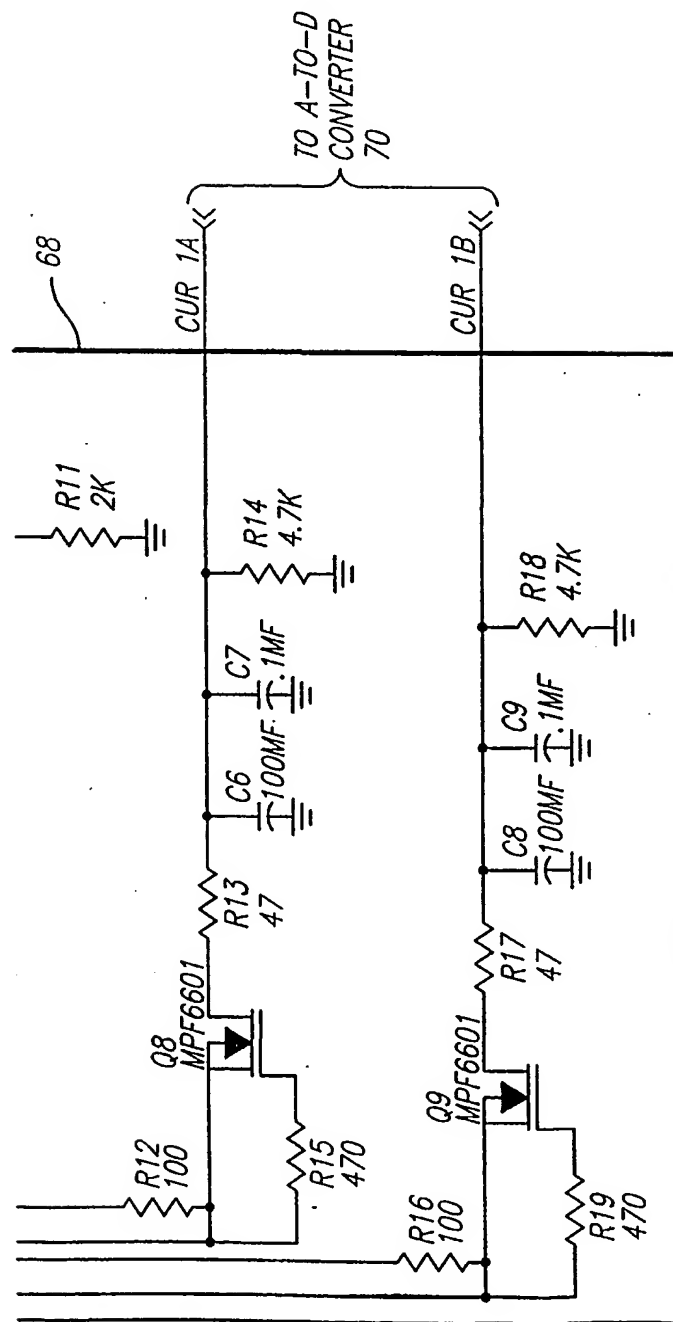 68
TO A-TO-D
CONVERTER
70
CUR 1A
CUR 1B
R11
2K
R14
4.7K
C7
.1MF
C6
100MF
R13
47
Q8
MPF6601
R12
100
R15
470
R18
4.7K
C9
.1MF
C8
100MF
R17
47
Q9
MPF6601
R16
100
R19
470